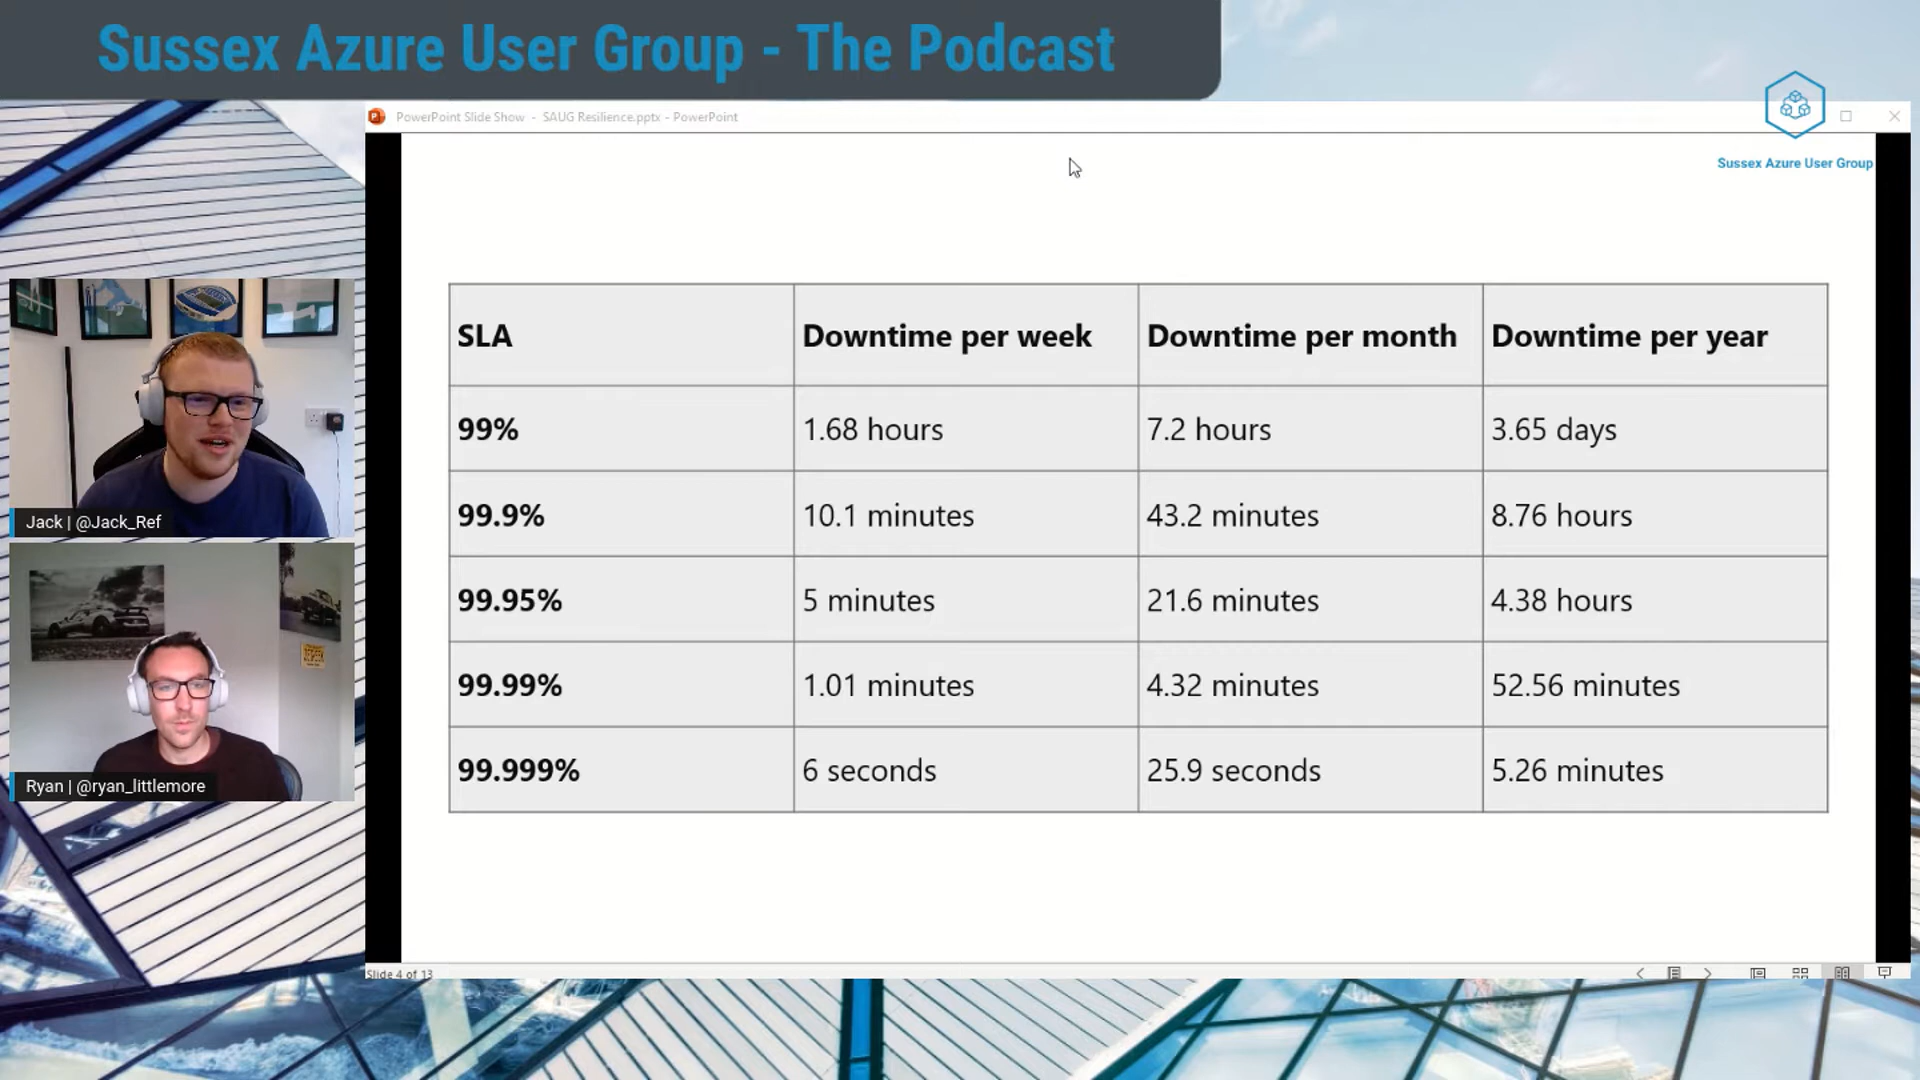 Sussex Azure User Group - The Podcast
PowerPoint Slide Show - SAUG Resilience.pptx - PowerPoint
Sussex Azure User Group
SLA Downtime per week Downtime per month Downtime per year
99% 1.68 hours 7.2 hours 3.65 days
99.9% 10.1 minutes 43.2 minutes 8.76 hours
99.95% 5 minutes 21.6 minutes 4.38 hours
99.99% 1.01 minutes 4.32 minutes 52.56 minutes
99.999% 6 seconds 25.9 seconds 5.26 minutes
Jack | @Jack_Ref
Ryan | @ryan_littlemore
Slide 4 of 13